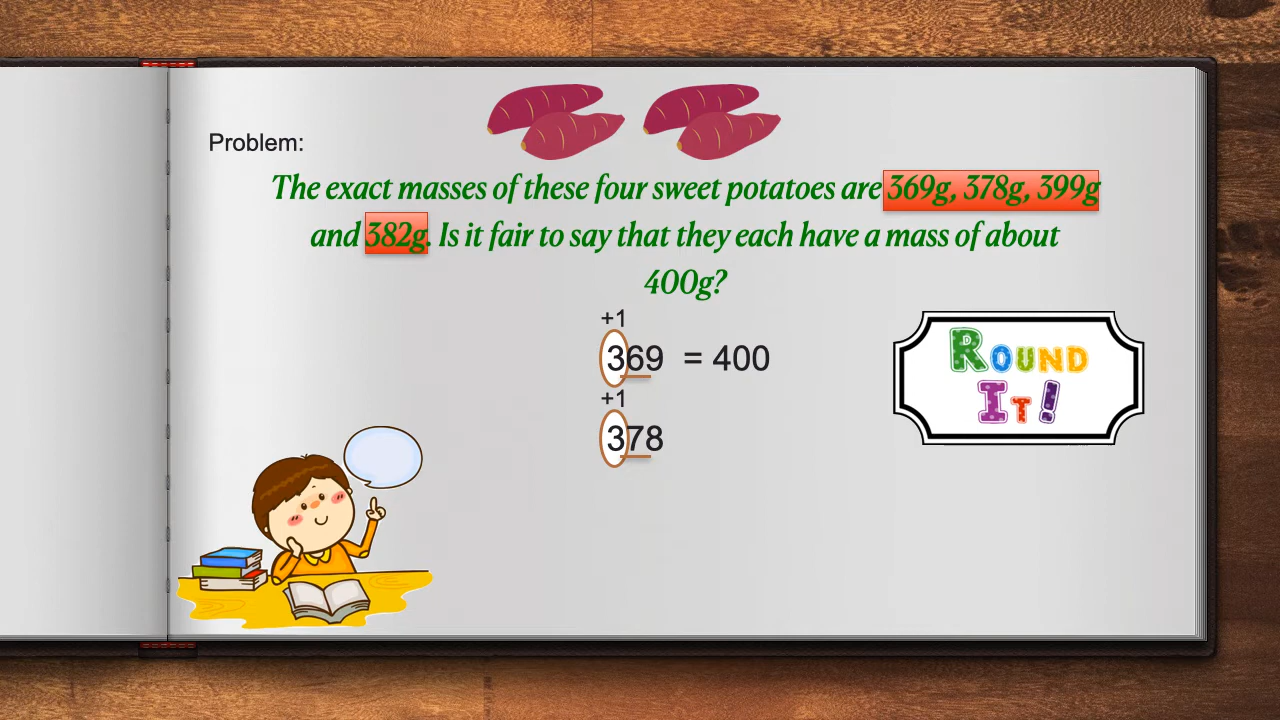 Problem:
The exact masses of these four sweet potatoes are 369g, 378g, 399g
and 382g. Is it fair to say that they each have a mass of about
400g?
+1
369 = 400
+1
378
ROUND
IT!